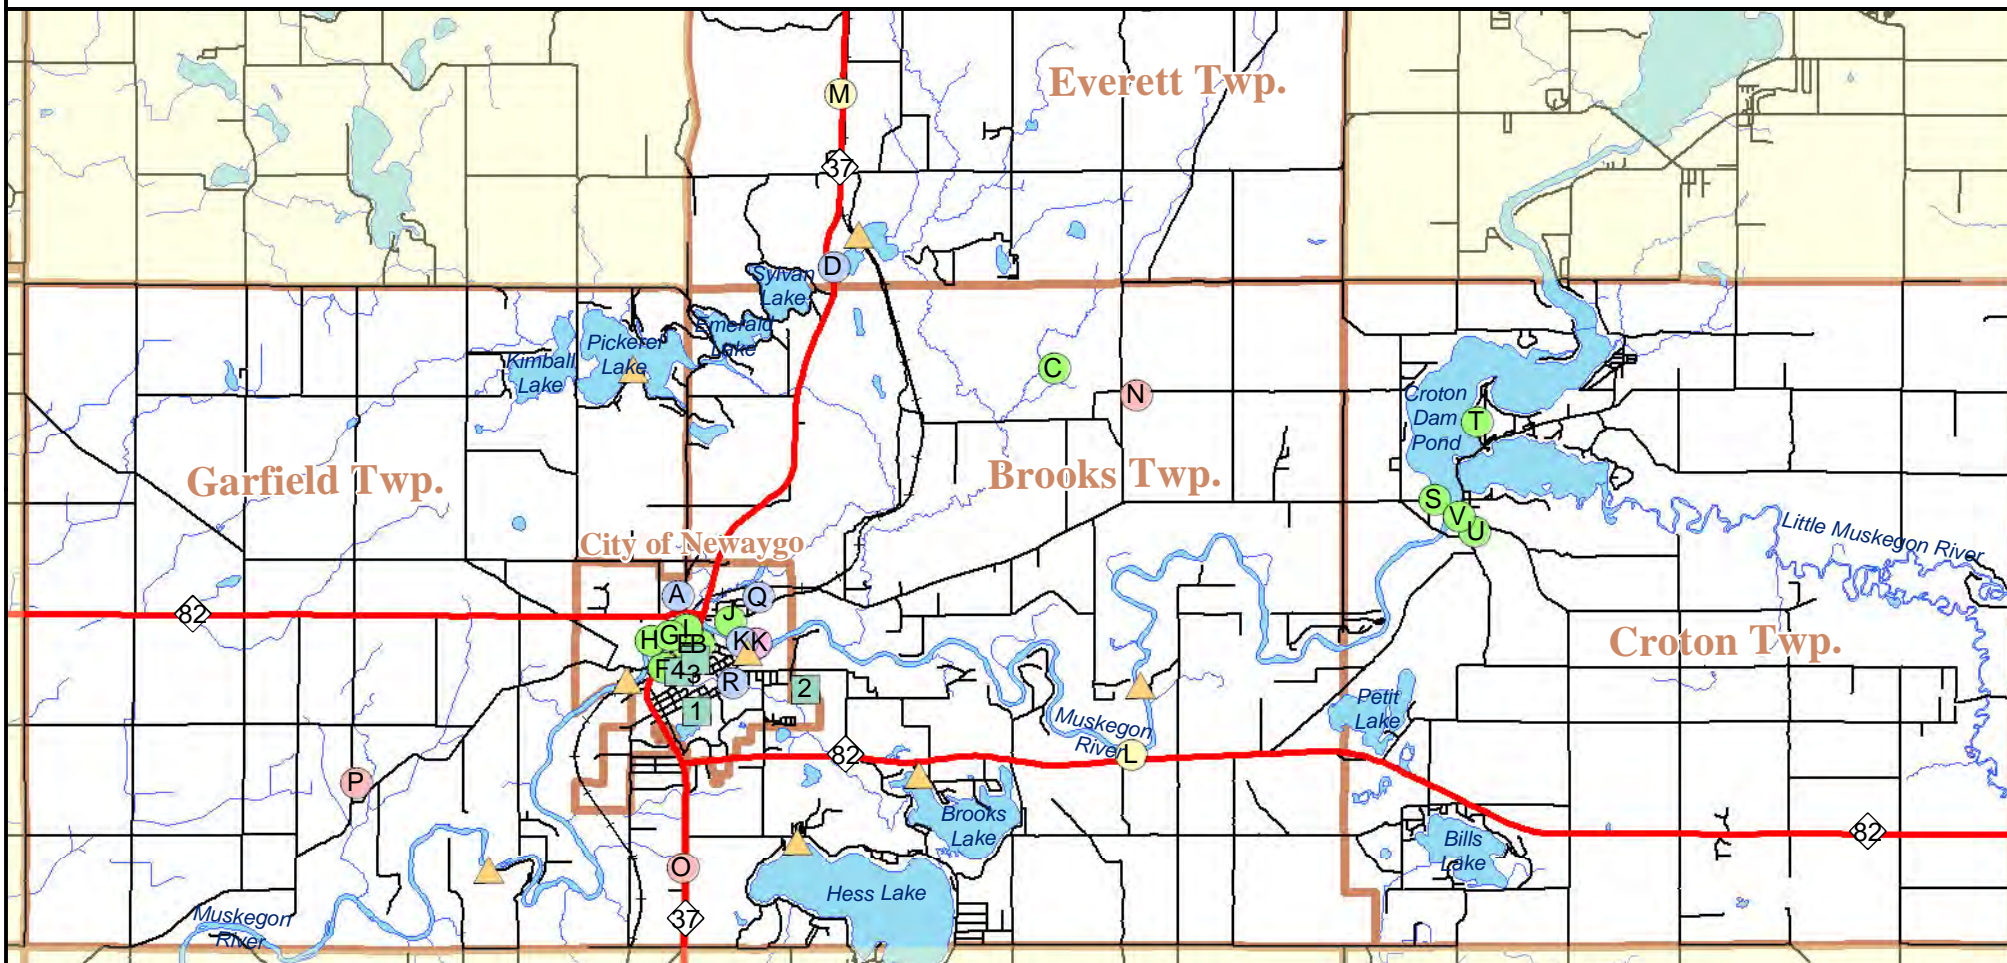 Everett Twp.
M
37
D
Sylvan
Lake
Emerald
Lake
Pickerel
Lake
Kimball
Lake
C
N
Croton
Dam
Pond
T
Garfield Twp.
Brooks Twp.
S
V
U
Little Muskegon River
City of Newaygo
A
Q
82
J
H
G
I
E
B
K
K
Croton Twp.
F
4
3
R
2
1
Petit
Lake
Muskegon
River
L
82
P
Brooks
Lake
82
Bills
Lake
O
Hess Lake
37
Muskegon
River